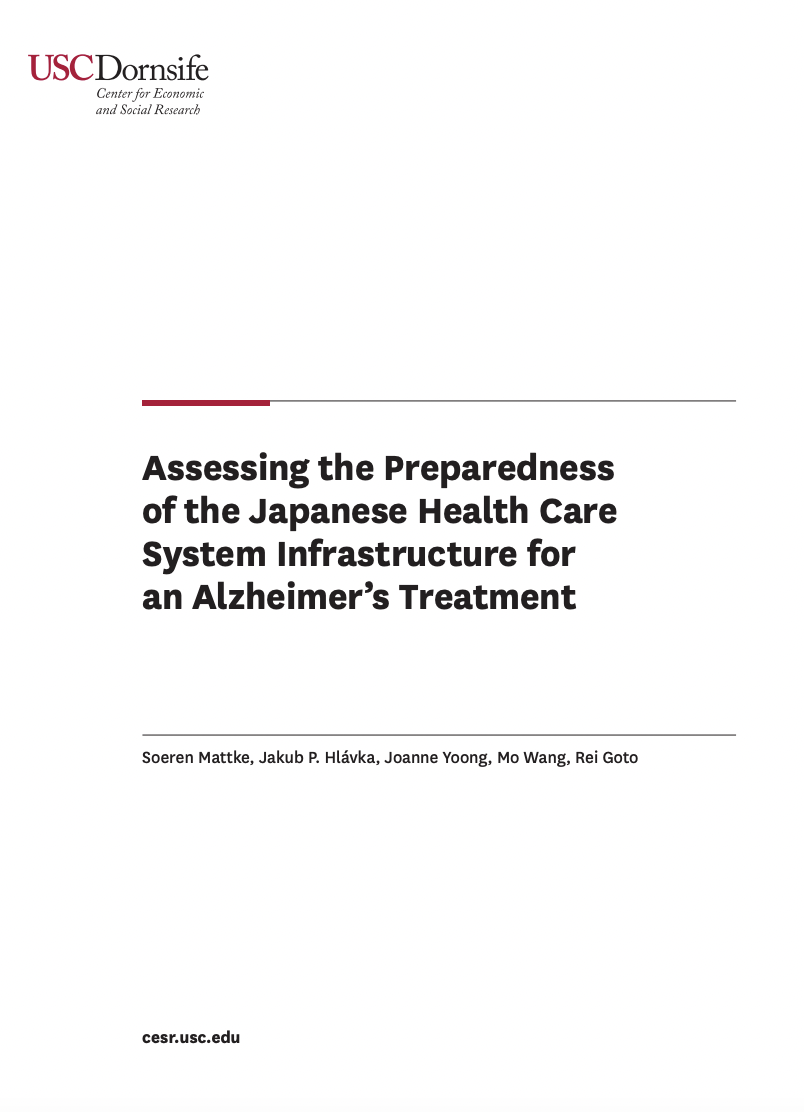 USCDornsife
Center for Economic
and Social Research
Assessing the Preparedness
of the Japanese Health Care
System Infrastructure for
an Alzheimer’s Treatment
Soeren Mattke, Jakub P. Hlávka, Joanne Yoong, Mo Wang, Rei Goto
cesr.usc.edu